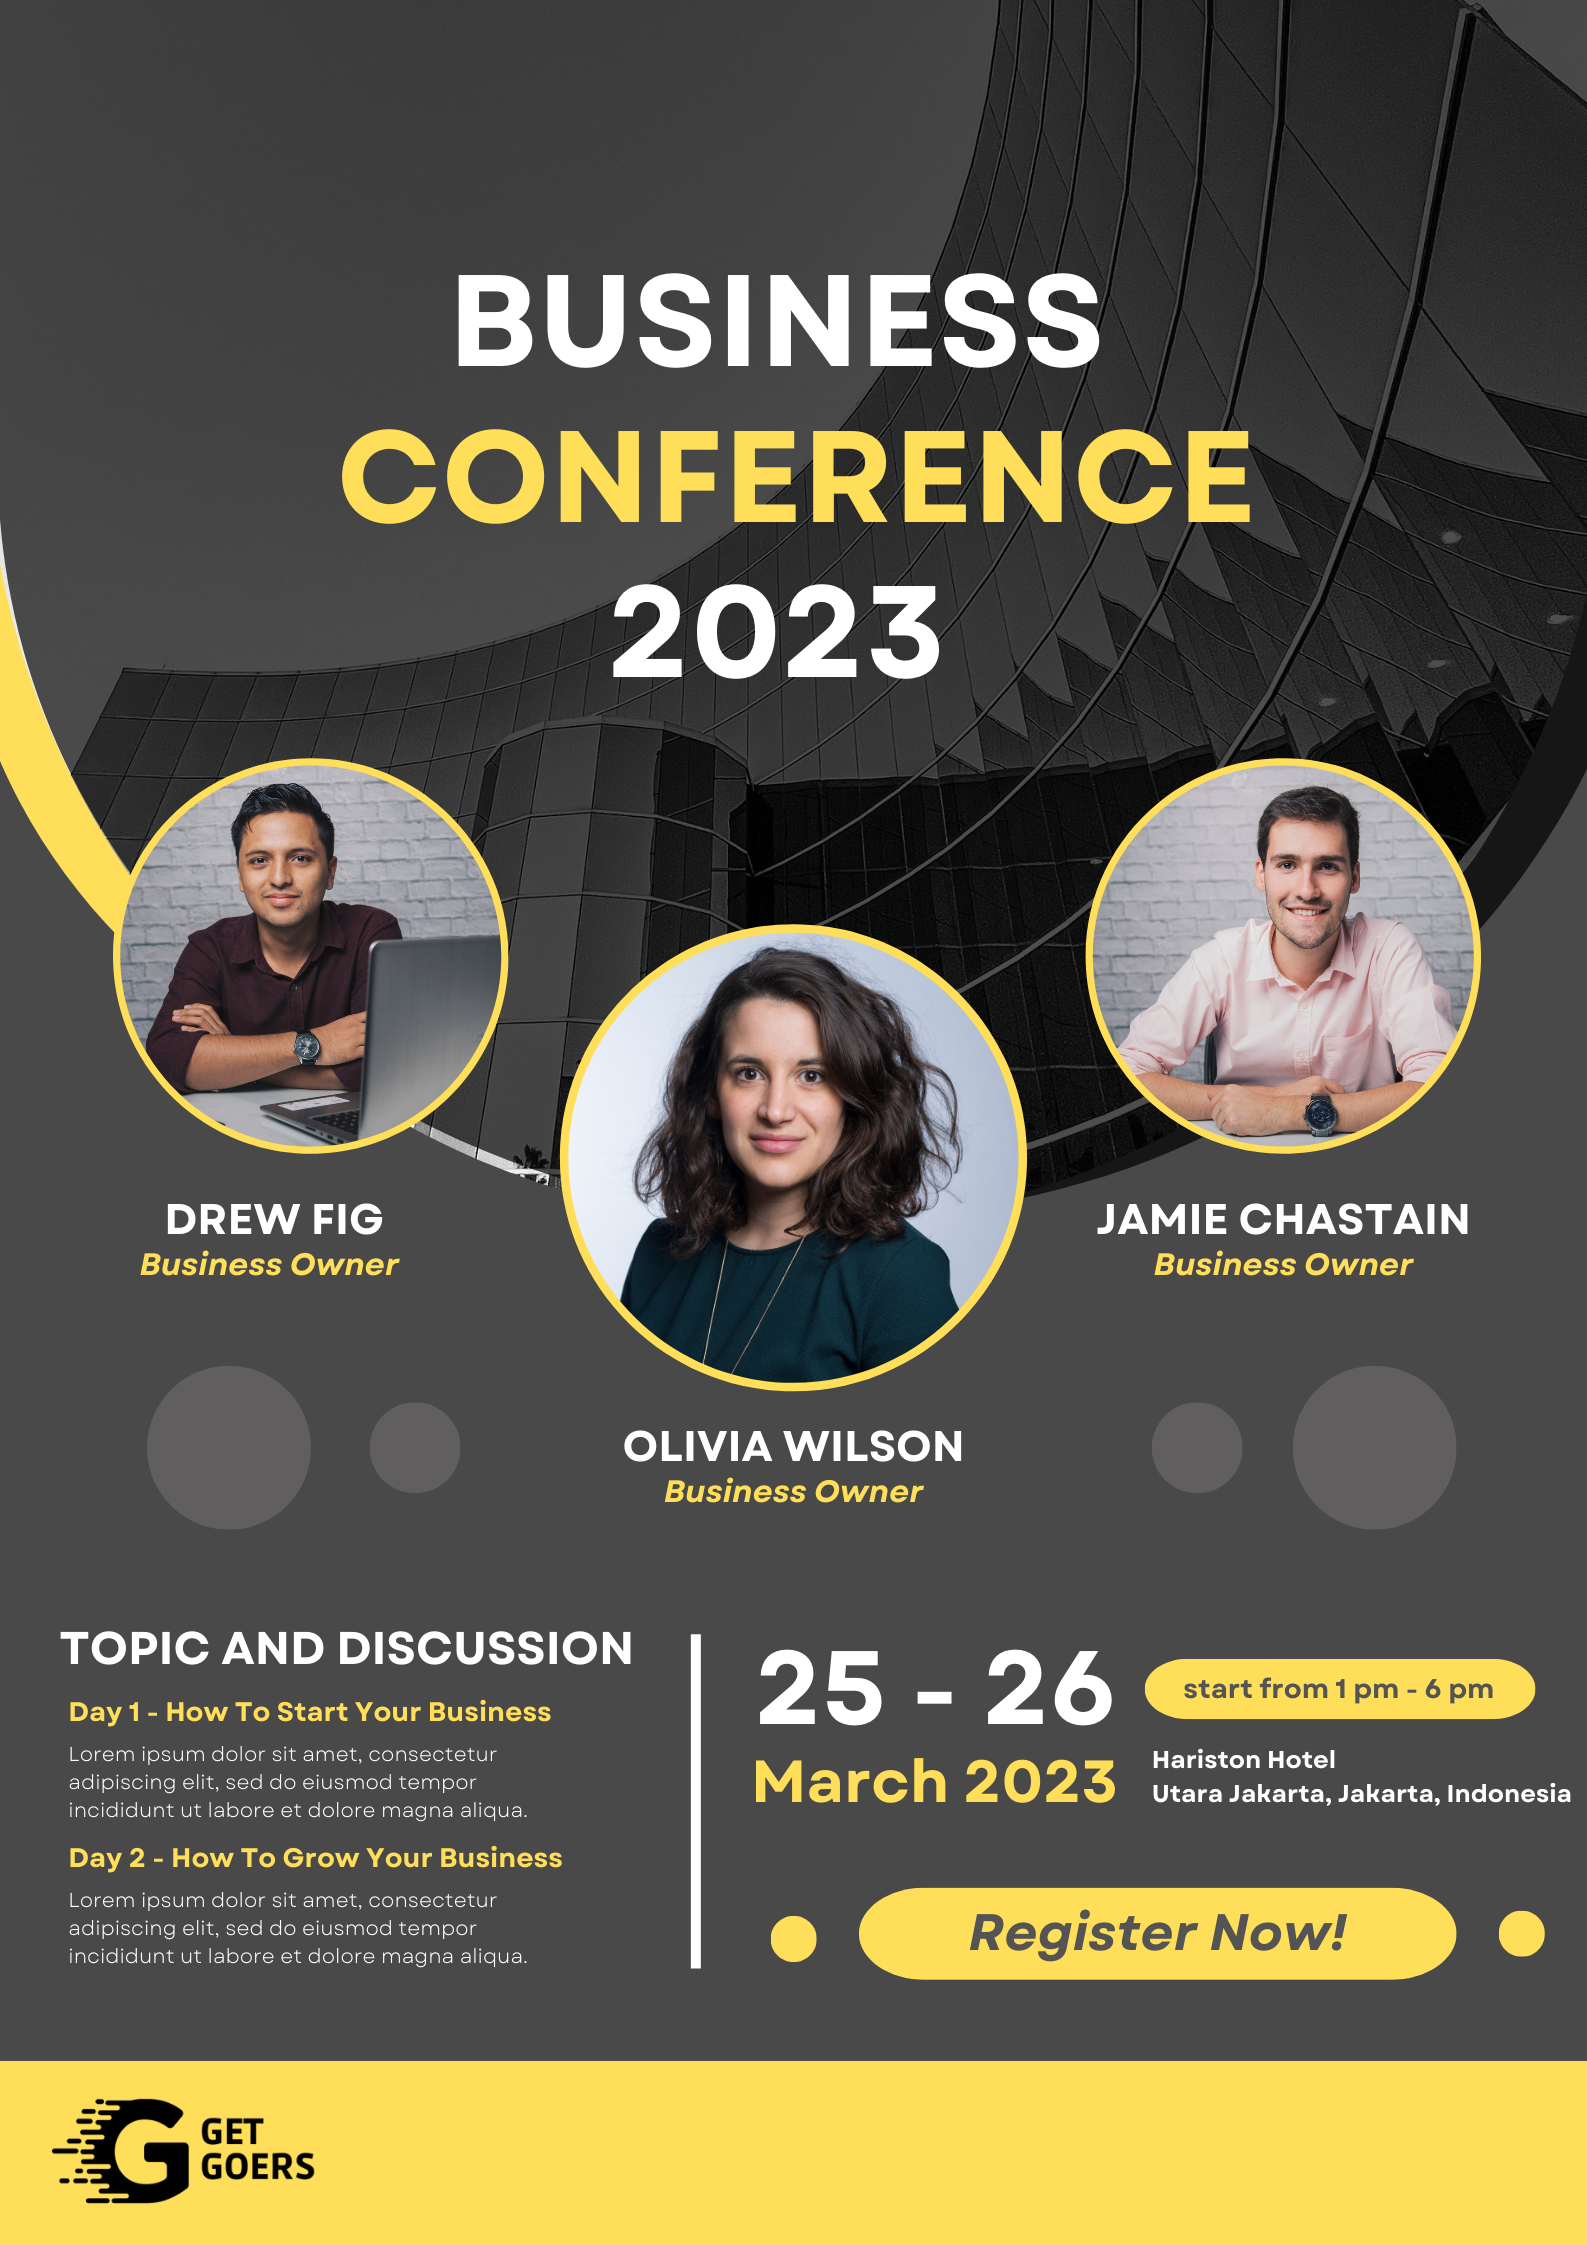 BUSINESS
CONFERENCE
2023
DREW FIG
Business Owner
JAMIE CHASTAIN
Business Owner
OLIVIA WILSON
Business Owner
TOPIC AND DISCUSSION
Day 1 - How To Start Your Business
Lorem ipsum dolor sit amet, consectetur
adipiscing elit, sed do eiusmod tempor
incididunt ut labore et dolore magna aliqua.
Day 2 - How To Grow Your Business
Lorem ipsum dolor sit amet, consectetur
adipiscing elit, sed do eiusmod tempor
incididunt ut labore et dolore magna aliqua.
25 - 26
March 2023
start from 1 pm - 6 pm
Hariston Hotel
Utara Jakarta, Jakarta, Indonesia
Register Now!
G
GET
GOERS